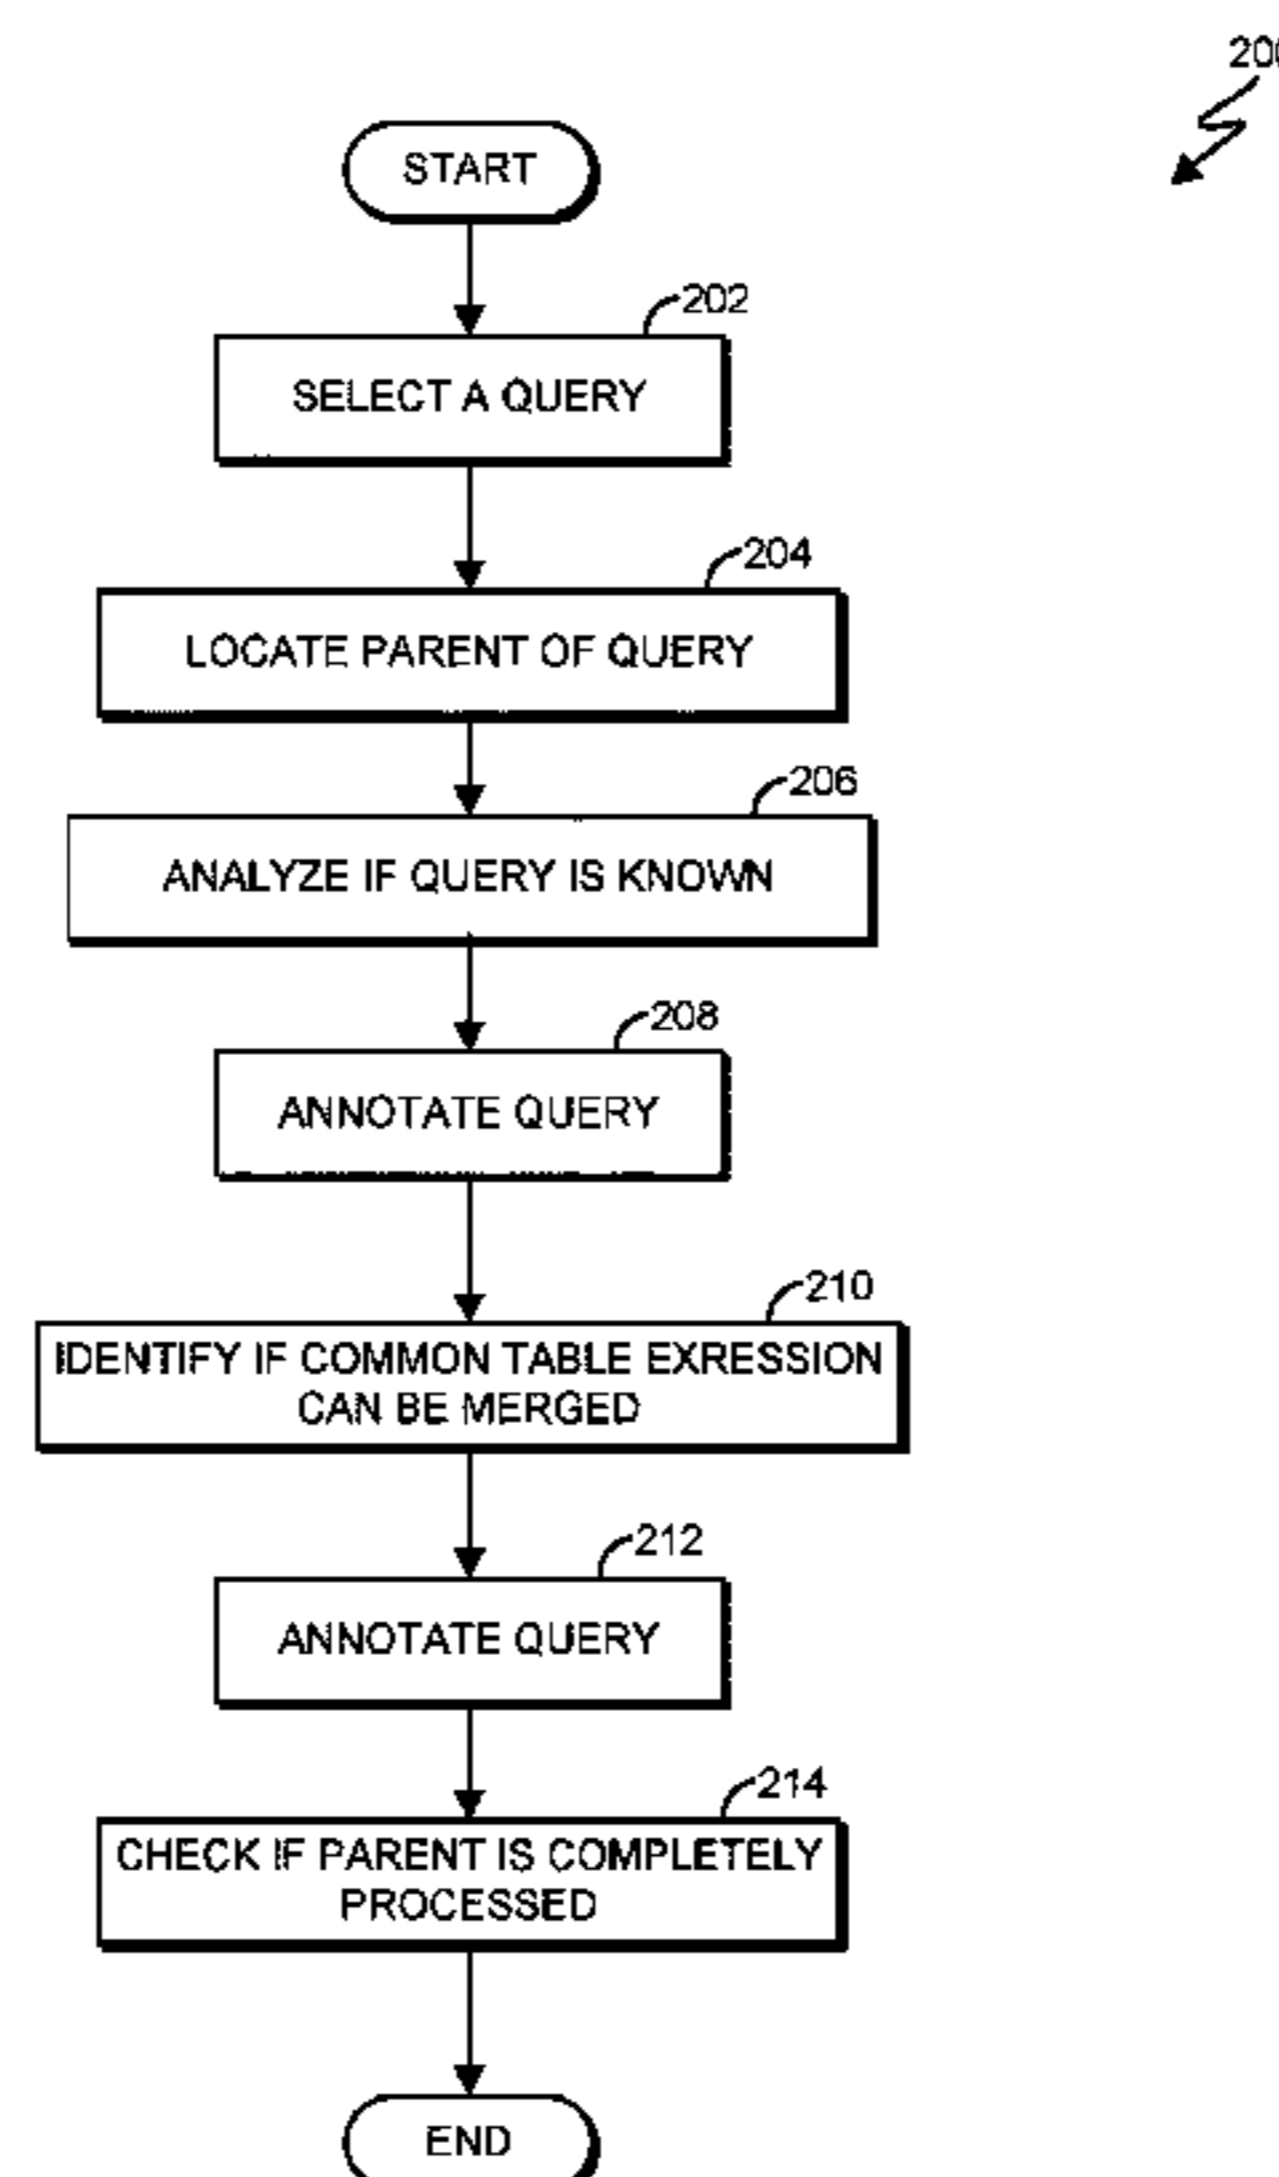 200
START
202
SELECT A QUERY
204
LOCATE PARENT OF QUERY
206
ANALYZE IF QUERY IS KNOWN
208
ANNOTATE QUERY
210
IDENTIFY IF COMMON TABLE EXRESSION
CAN BE MERGED
212
ANNOTATE QUERY
214
CHECK IF PARENT IS COMPLETELY
PROCESSED
END